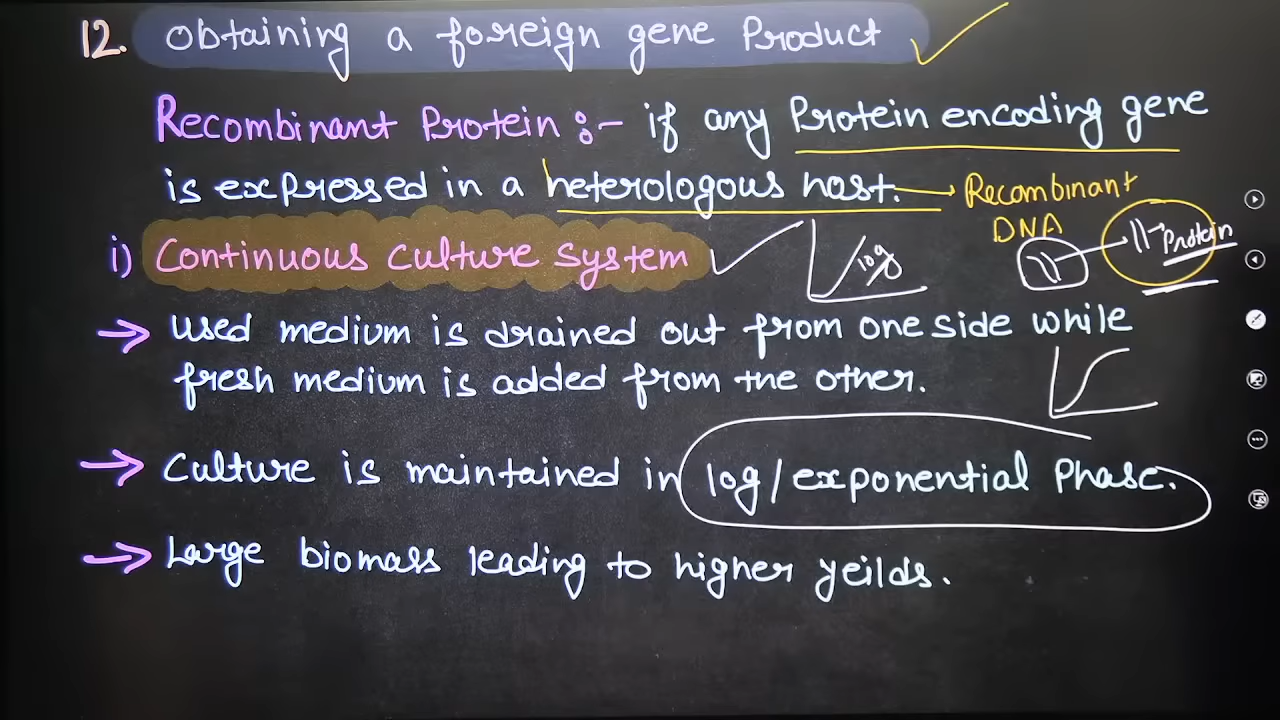 12. Obtaining a foreign gene Product
Recombinant Protein :- if any Protein encoding gene
is expressed in a heterologous host. → Recombinant
DNA
Protein
i) Continuous Culture System
log
→ Used medium is drained out from one side while
fresh medium is added from the other.
→ Culture is maintained in log/exponential Phase.
→ Large biomass leading to higher yeilds.